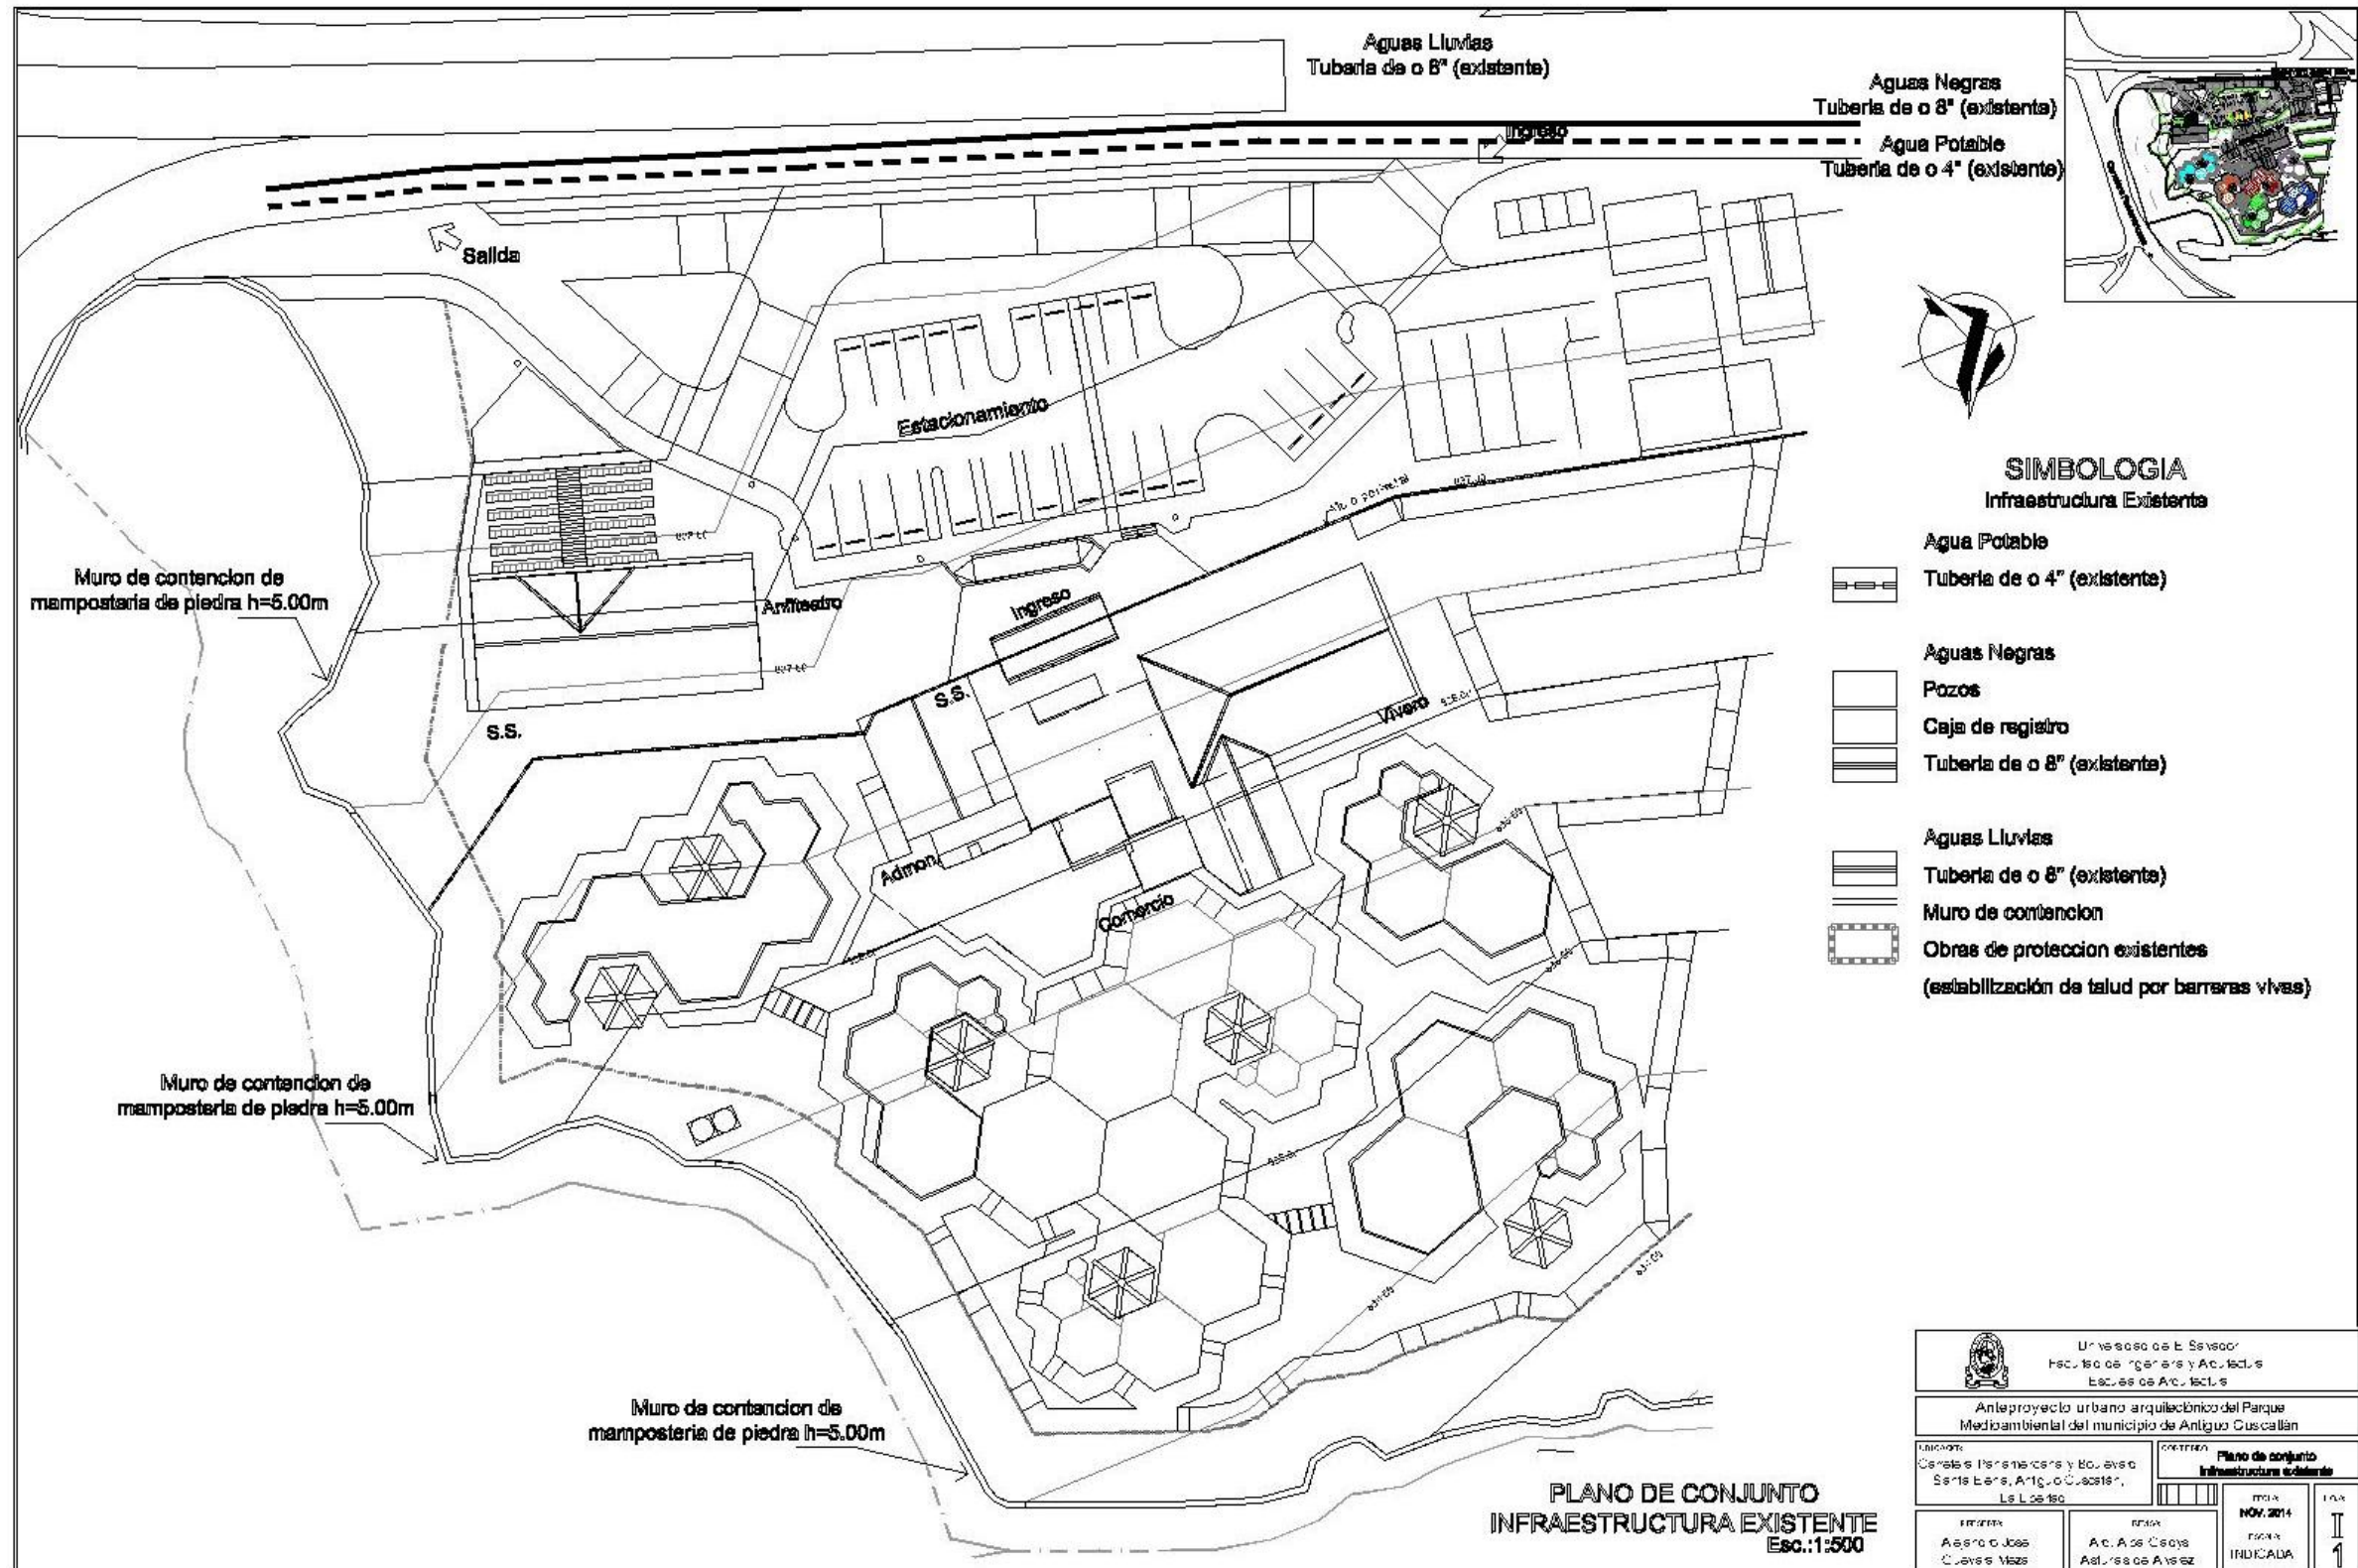 Aguas Lluvias
Tuberia de o 8" (existente)
Aguas Negras
Tuberia de o 8" (existente)
Agua Potable
Tuberia de o 4" (existente)
Ingreso
Salida
Estacionamiento
Muro de contencion de
mamposteria de piedra h=5.00m
Anfiteatro
Ingreso
S.S.
S.S.
Vivero
Admon.
Comercio
Muro de contencion de
mamposteria de piedra h=5.00m
Muro de contencion de
mamposteria de piedra h=5.00m
SIMBOLOGIA
Infraestructura Existente
Agua Potable
Tuberia de o 4" (existente)
Aguas Negras
Pozos
Caja de registro
Tuberia de o 8" (existente)
Aguas Lluvias
Tuberia de o 8" (existente)
Muro de contencion
Obras de proteccion existentes
(estabilización de talud por barreras vivas)
PLANO DE CONJUNTO
INFRAESTRUCTURA EXISTENTE
Esc.:1:500
Anteproyecto urbano arquitectónico del Parque
Medioambiental del municipio de Antiguo Cuscatlán
Plano de conjunto
Infraestructura existente
NOV. 2014
INDICADA
I
1